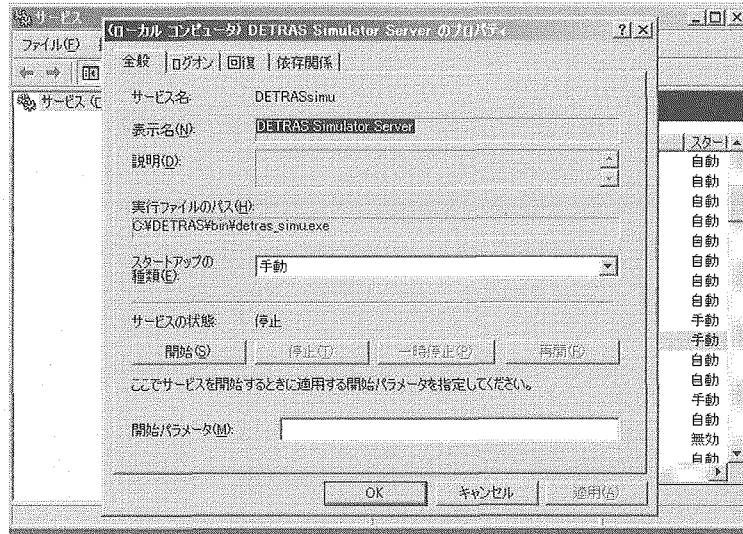 サービス
(ローカル コンピュータ) DETRAS Simulator Server のプロパティ
ファイル(F)
全般 ログオン 回復 依存関係
サービス (ロ
サービス名: DETRASsimu
表示名(N): DETRAS Simulator Server
説明(D):
実行ファイルのパス(H):
C:¥DETRAS¥bin¥detras_simu.exe
スタートアップの
種類(E): 手動
サービスの状態: 停止
開始(S) 停止(T) 一時停止(P) 再開(R)
ここでサービスを開始するときに適用する開始パラメータを指定してください。
開始パラメータ(M):
OK キャンセル 適用(A)
スタート
自動
自動
自動
自動
自動
自動
自動
自動
手動
手動
自動
自動
手動
自動
無効
自動